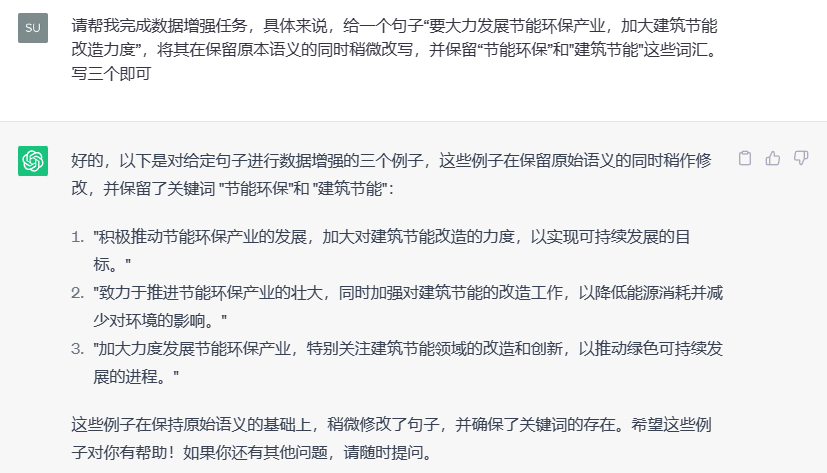 SU
请帮我完成数据增强任务，具体来说，给一个句子“要大力发展节能环保产业，加大建筑节能
改造力度”，将其在保留原本语义的同时稍微改写，并保留“节能环保”和"建筑节能"这些词汇。
写三个即可
好的，以下是对给定句子进行数据增强的三个例子，这些例子在保留原始语义的同时稍作修
改，并保留了关键词 "节能环保"和 "建筑节能"：
1. "积极推动节能环保产业的发展，加大对建筑节能改造的力度，以实现可持续发展的目
标。"
2. "致力于推进节能环保产业的壮大，同时加强对建筑节能的改造工作，以降低能源消耗并减
少对环境的影响。"
3. "加大力度发展节能环保产业，特别关注建筑节能领域的改造和创新，以推动绿色可持续发
展的进程。"
这些例子在保持原始语义的基础上，稍微修改了句子，并确保了关键词的存在。希望这些例
子对你有帮助！如果你还有其他问题，请随时提问。